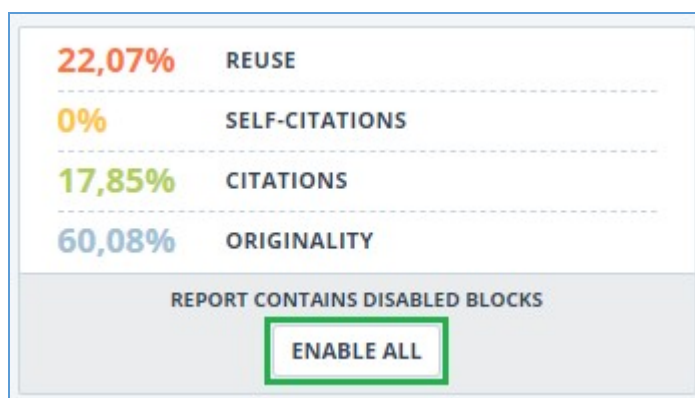 22,07% REUSE
0% SELF-CITATIONS
17,85% CITATIONS
60,08% ORIGINALITY
REPORT CONTAINS DISABLED BLOCKS
ENABLE ALL